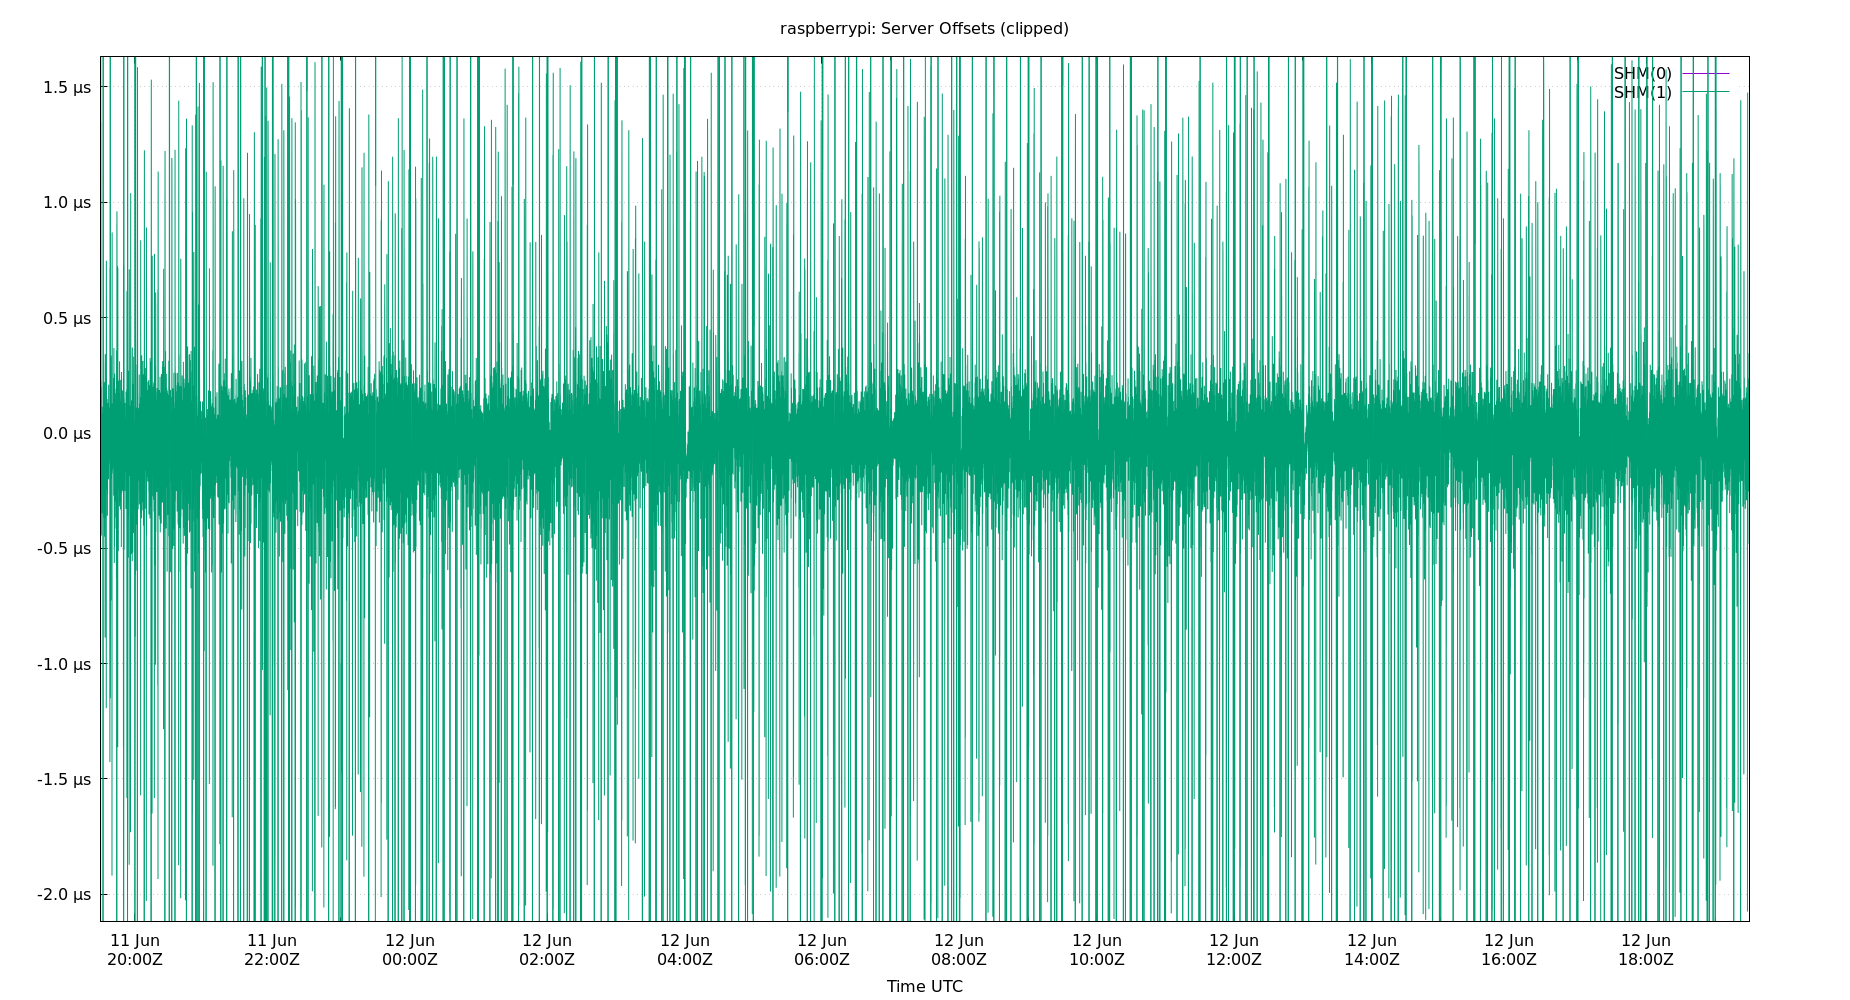 raspberrypi: Server Offsets (clipped)
SHM(0)
SHM(1)
1.5 µs
1.0 µs
0.5 µs
0.0 µs
-0.5 µs
-1.0 µs
-1.5 µs
-2.0 µs
11 Jun 11 Jun 12 Jun 12 Jun 12 Jun 12 Jun 12 Jun 12 Jun 12 Jun 12 Jun 12 Jun 12 Jun
20:00Z 22:00Z 00:00Z 02:00Z 04:00Z 06:00Z 08:00Z 10:00Z 12:00Z 14:00Z 16:00Z 18:00Z
Time UTC